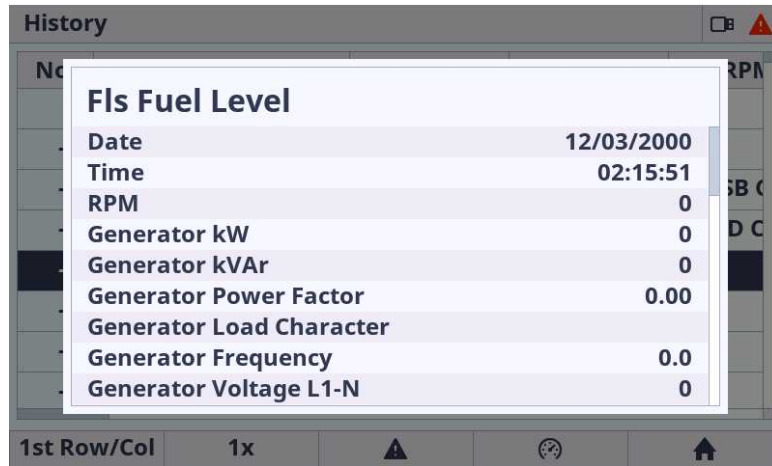 History
No
RPM
Fls Fuel Level
Date 12/03/2000
Time 02:15:51
RPM 0
Generator kW 0
Generator kVAr 0
Generator Power Factor 0.00
Generator Load Character
Generator Frequency 0.0
Generator Voltage L1-N 0
1st Row/Col 1x